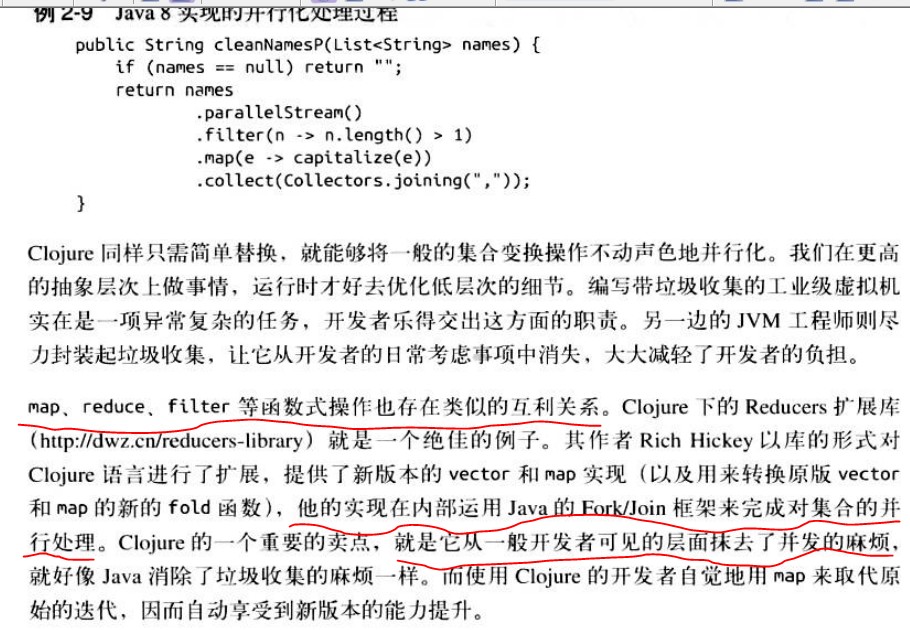 例 2-9 Java 8 实现的并行化处理过程
public String cleanNamesP(List<String> names) {
if (names == null) return "";
return names
.parallelStream()
.filter(n -> n.length() > 1)
.map(e -> capitalize(e))
.collect(Collectors.joining(","));
}
Clojure 同样只需简单替换，就能够将一般的集合变换操作不动声色地并行化。我们在更高
的抽象层次上做事情，运行时才好去优化低层次的细节。编写带垃圾收集的工业级虚拟机
实在是一项异常复杂的任务，开发者乐得交出这方面的职责。另一边的 JVM 工程师则尽
力封装起垃圾收集，让它从开发者的日常考虑事项中消失，大大减轻了开发者的负担。
map、reduce、filter 等函数式操作也存在类似的互利关系。Clojure 下的 Reducers 扩展库
（http://dwz.cn/reducers-library）就是一个绝佳的例子。其作者 Rich Hickey 以库的形式对
Clojure 语言进行了扩展，提供了新版本的 vector 和 map 实现（以及用来转换原版 vector
和 map 的新的 fold 函数），他的实现在内部运用 Java 的 Fork/Join 框架来完成对集合的并
行处理。Clojure 的一个重要的卖点，就是它从一般开发者可见的层面抹去了并发的麻烦，
就好像 Java 消除了垃圾收集的麻烦一样。而使用 Clojure 的开发者自觉地用 map 来取代原
始的迭代，因而自动享受到新版本的能力提升。